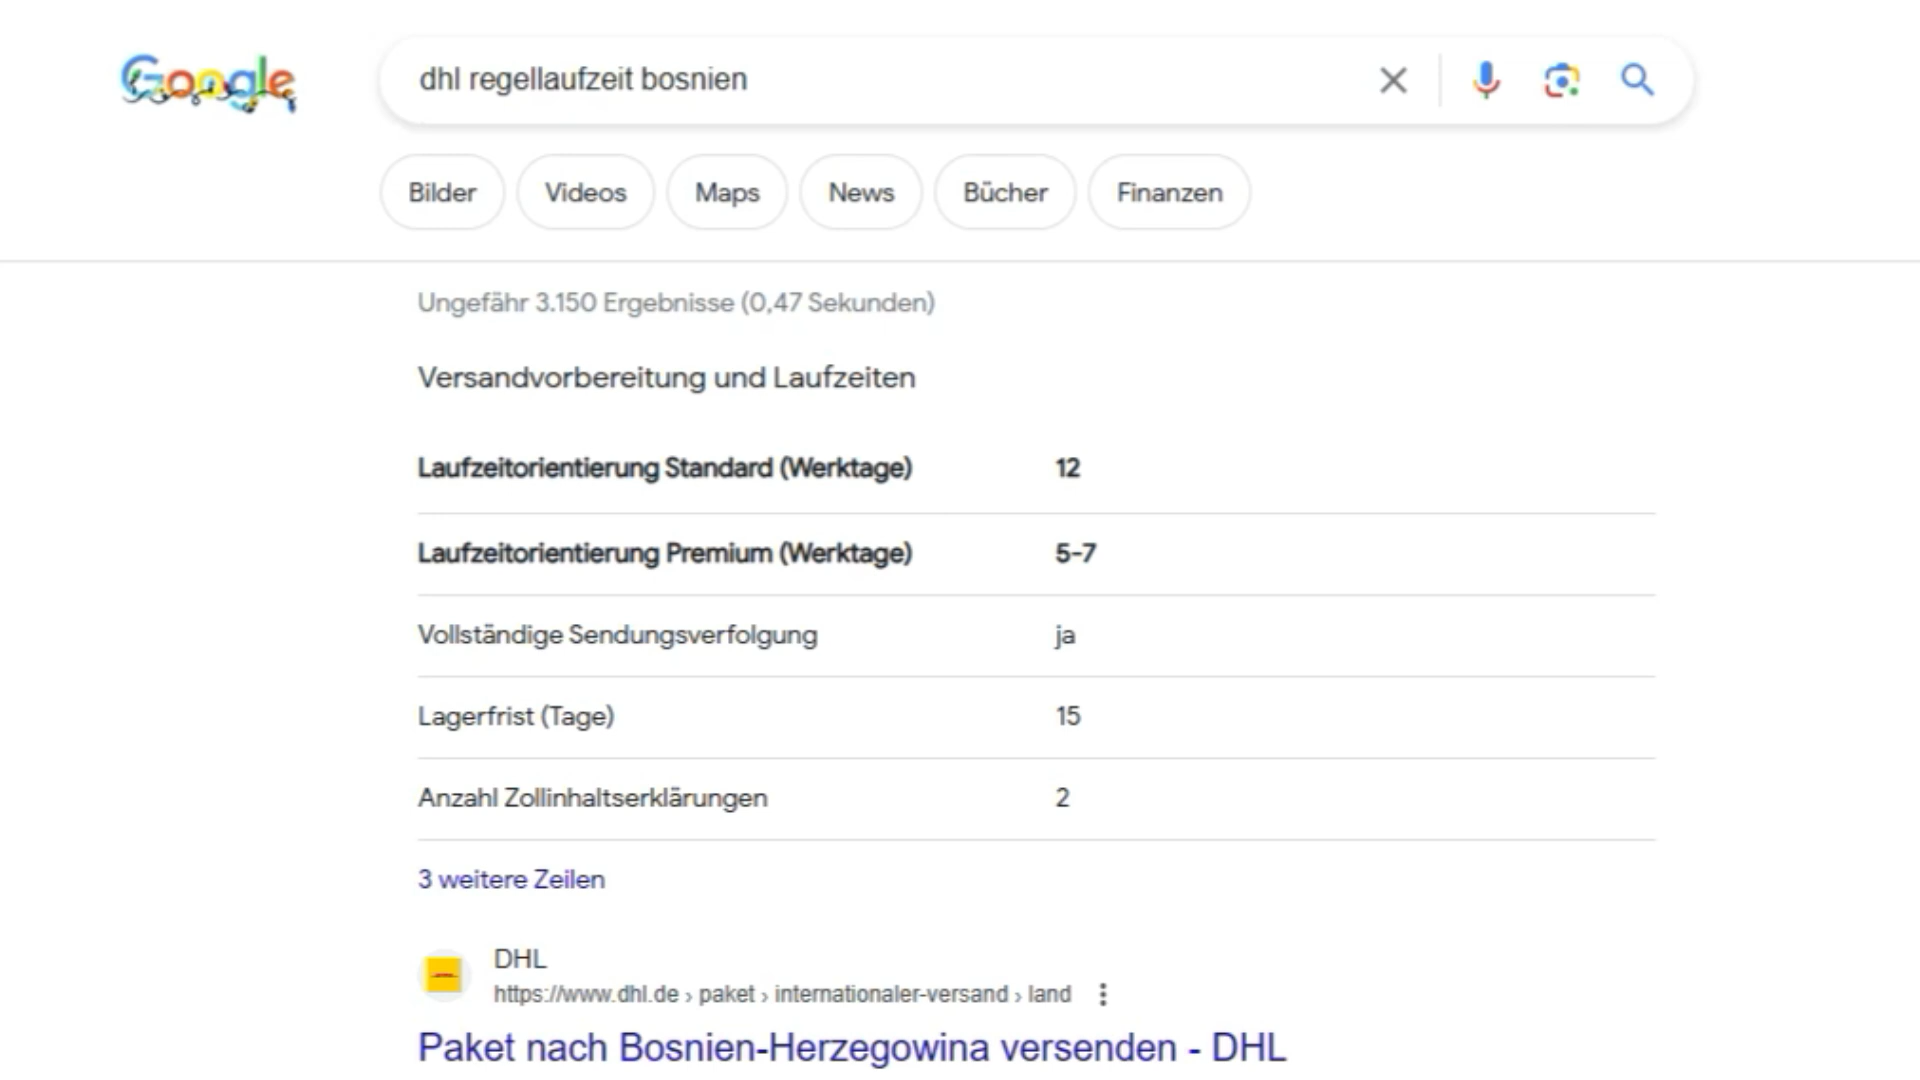 Google
dhl regellaufzeit bosnien
Bilder
Videos
Maps
News
Bücher
Finanzen
Ungefähr 3.150 Ergebnisse (0,47 Sekunden)
Versandvorbereitung und Laufzeiten
Laufzeitorientierung Standard (Werktage) 12
Laufzeitorientierung Premium (Werktage) 5-7
Vollständige Sendungsverfolgung ja
Lagerfrist (Tage) 15
Anzahl Zollinhaltserklärungen 2
3 weitere Zeilen
DHL
https://www.dhl.de › paket › internationaler-versand › land
Paket nach Bosnien-Herzegowina versenden - DHL